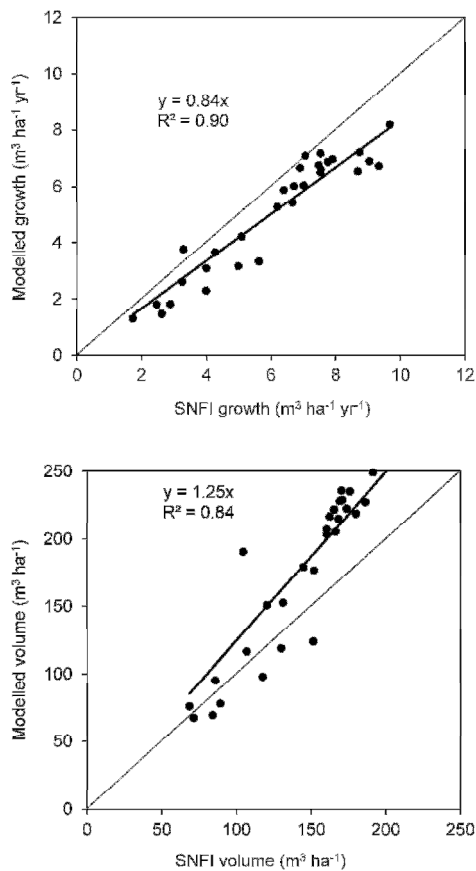 12
10
8
6
4
2
0
y = 0.84x
R² = 0.90
Modelled growth (m³ ha⁻¹ yr⁻¹)
0 2 4 6 8 10 12
SNFI growth (m³ ha⁻¹ yr⁻¹)
250
200
150
100
50
0
y = 1.25x
R² = 0.84
Modelled volume (m³ ha⁻¹)
0 50 100 150 200 250
SNFI volume (m³ ha⁻¹)